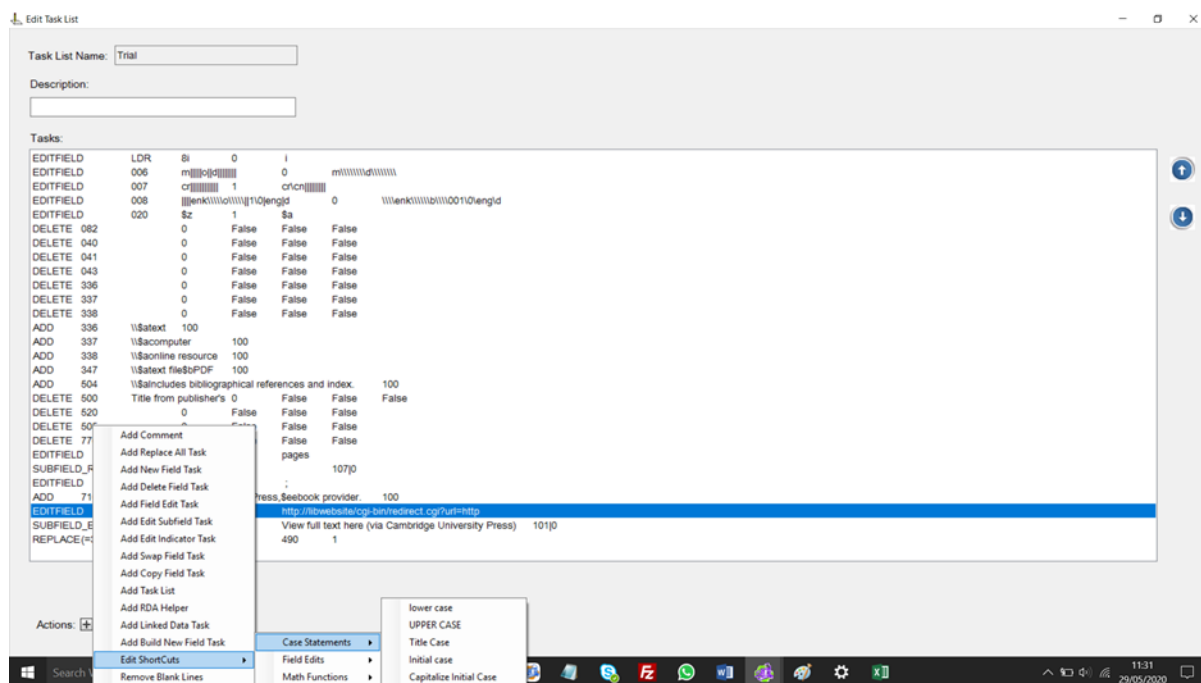 Edit Task List
Task List Name: Trial
Description:
Tasks:
EDITFIELD LDR 8i 0 i
EDITFIELD 006 m|||||o||d|||||||| 0 m\\\\\\\\d\\\\\\\\
EDITFIELD 007 cr||||||||||| 1 cr\cn|||||||||
EDITFIELD 008 ||||enk\\\\\o\\\\\||1\0|eng|d 0 \\\\enk\\\\\\b\\\\001\0\eng\d
EDITFIELD 020 $z 1 $a
DELETE 082 0 False False False
DELETE 040 0 False False False
DELETE 041 0 False False False
DELETE 043 0 False False False
DELETE 336 0 False False False
DELETE 337 0 False False False
DELETE 338 0 False False False
ADD 336 \\$atext 100
ADD 337 \\$acomputer 100
ADD 338 \\$aonline resource 100
ADD 347 \\$atext file$bPDF 100
ADD 504 \\$aIncludes bibliographical references and index. 100
DELETE 500 Title from publisher's 0 False False False
DELETE 520 0 False False False
DELETE False False
DELETE 77 False False
EDITFIELD pages
SUBFIELD_R 107|0
EDITFIELD ;
ADD 71 Press,$eebook provider. 100
EDITFIELD http://libwebsite/cgi-bin/redirect.cgi?url=http
SUBFIELD_E View full text here (via Cambridge University Press) 101|0
REPLACE 490 1
Actions:
Add Comment
Add Replace All Task
Add New Field Task
Add Delete Field Task
Add Field Edit Task
Add Edit Subfield Task
Add Edit Indicator Task
Add Swap Field Task
Add Copy Field Task
Add Task List
Add RDA Helper
Add Linked Data Task
Add Build New Field Task
Edit ShortCuts
Remove Blank Lines
Case Statements
Field Edits
Math Functions
lower case
UPPER CASE
Title Case
Initial case
Capitalize Initial Case
Search
11:31
29/05/2020